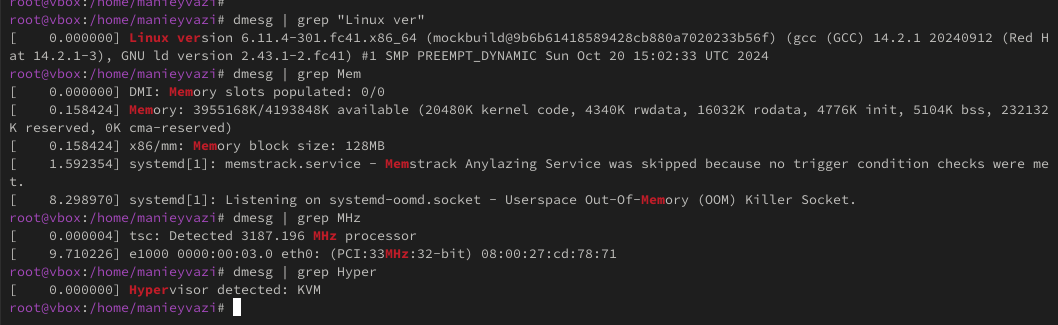 root@vbox:/home/manieyvazi#
root@vbox:/home/manieyvazi# dmesg | grep "Linux ver"
[    0.000000] Linux version 6.11.4-301.fc41.x86_64 (mockbuild@9b6b61418589428cb880a7020233b56f) (gcc (GCC) 14.2.1 20240912 (Red H
at 14.2.1-3), GNU ld version 2.43.1-2.fc41) #1 SMP PREEMPT_DYNAMIC Sun Oct 20 15:02:33 UTC 2024
root@vbox:/home/manieyvazi# dmesg | grep Mem
[    0.000000] DMI: Memory slots populated: 0/0
[    0.158424] Memory: 3955168K/4193848K available (20480K kernel code, 4340K rwdata, 16032K rodata, 4776K init, 5104K bss, 232132
K reserved, 0K cma-reserved)
[    0.158424] x86/mm: Memory block size: 128MB
[    1.592354] systemd[1]: memstrack.service - Memstrack Anylazing Service was skipped because no trigger condition checks were me
t.
[    8.298970] systemd[1]: Listening on systemd-oomd.socket - Userspace Out-Of-Memory (OOM) Killer Socket.
root@vbox:/home/manieyvazi# dmesg | grep MHz
[    0.000004] tsc: Detected 3187.196 MHz processor
[    9.710226] e1000 0000:00:03.0 eth0: (PCI:33MHz:32-bit) 08:00:27:cd:78:71
root@vbox:/home/manieyvazi# dmesg | grep Hyper
[    0.000000] Hypervisor detected: KVM
root@vbox:/home/manieyvazi#